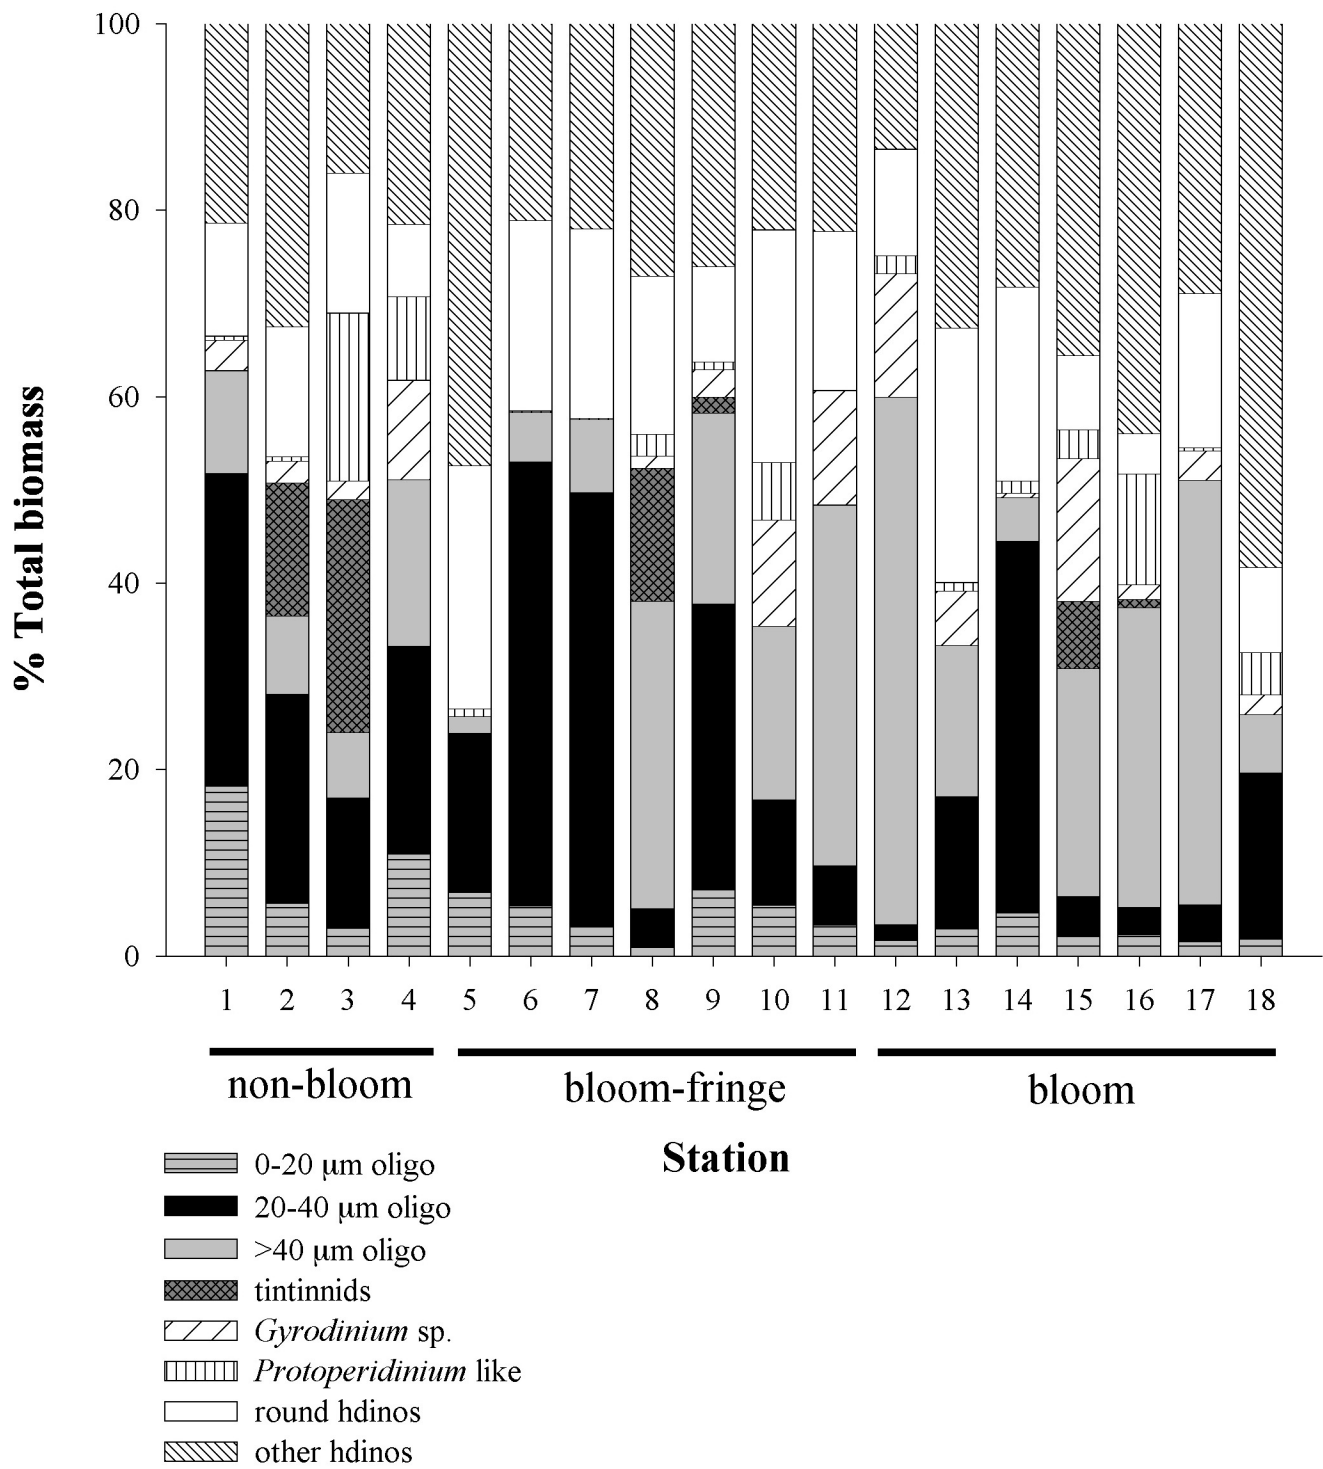 100
80
60
40
20
0
% Total biomass
1 2 3 4 5 6 7 8 9 10 11 12 13 14 15 16 17 18
non-bloom bloom-fringe bloom
Station
0-20 μm oligo
20-40 μm oligo
>40 μm oligo
tintinnids
Gyrodinium sp.
Protoperidinium like
round hdinos
other hdinos